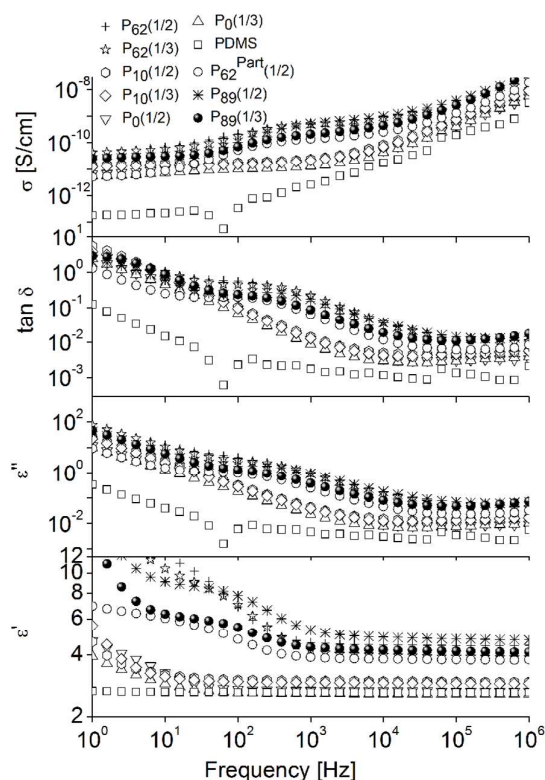 P62(1/2) P0(1/3)
P62(1/3) PDMS
P10(1/2) P62Part(1/2)
P10(1/3) P89(1/2)
P0(1/2) P89(1/3)
10-8
10-10
10-12
σ [S/cm]
101
100
10-1
10-2
10-3
tan δ
102
100
10-2
ε''
12
10
8
6
4
2
ε'
100 101 102 103 104 105 106
Frequency [Hz]